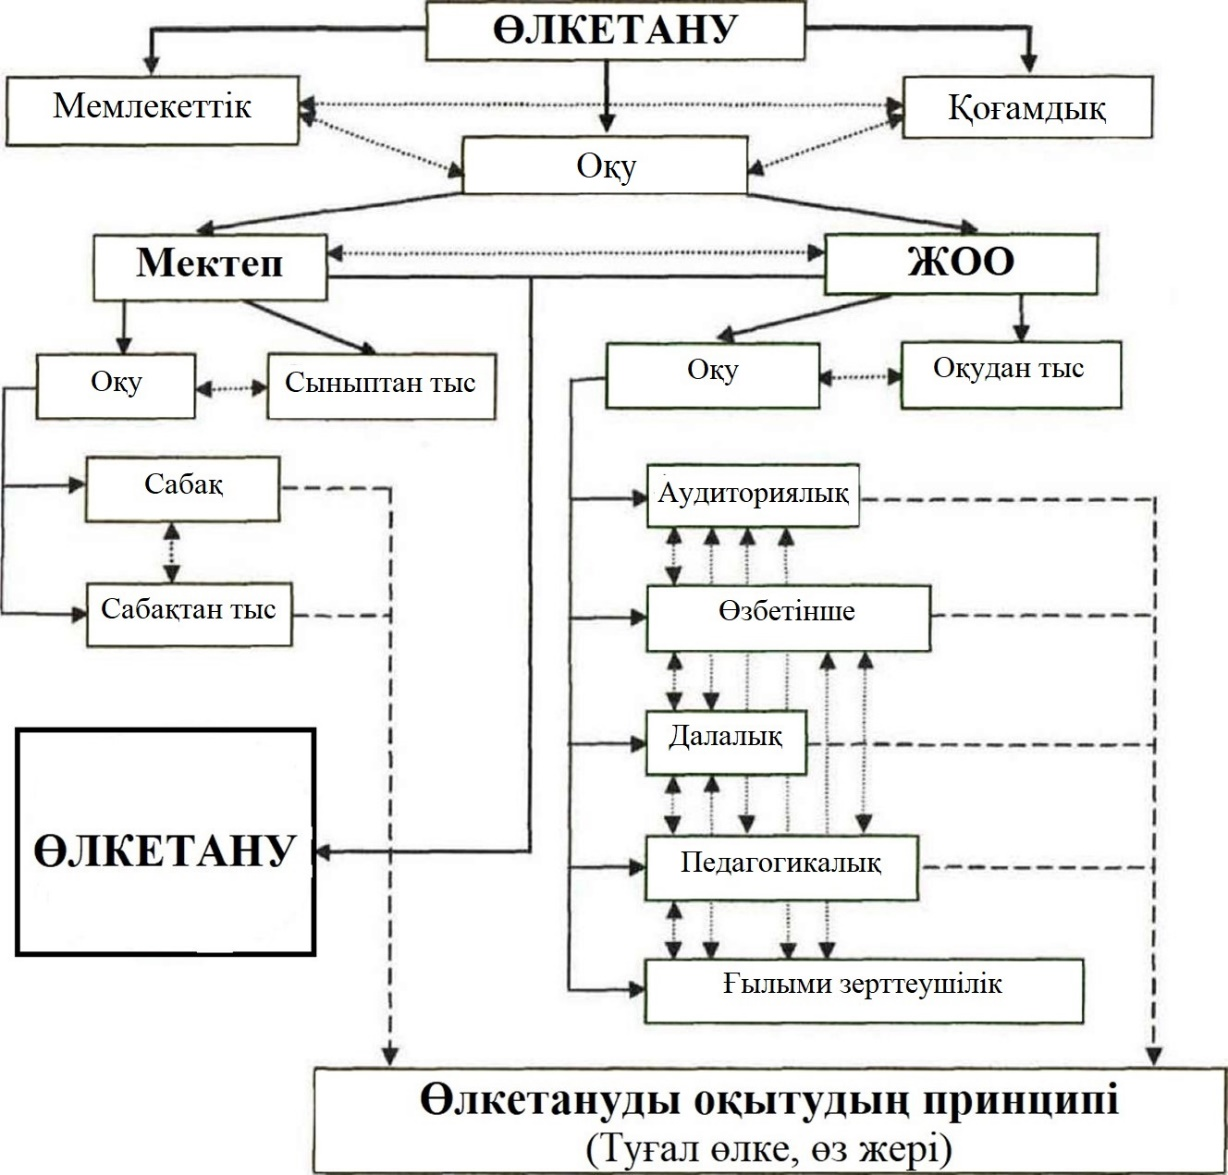 ӨЛКЕТАНУ
Мемлекеттік
Қоғамдық
Оқу
Мектеп
ЖОО
Оқу
Сыныптан тыс
Оқу
Оқудан тыс
Сабақ
Аудиториялық
Сабақтан тыс
Өзбетінше
Далалық
ӨЛКЕТАНУ
Педагогикалық
Ғылыми зерттеушілік
Өлкетануды оқытудың принципі
(Туғал өлке, өз жері)